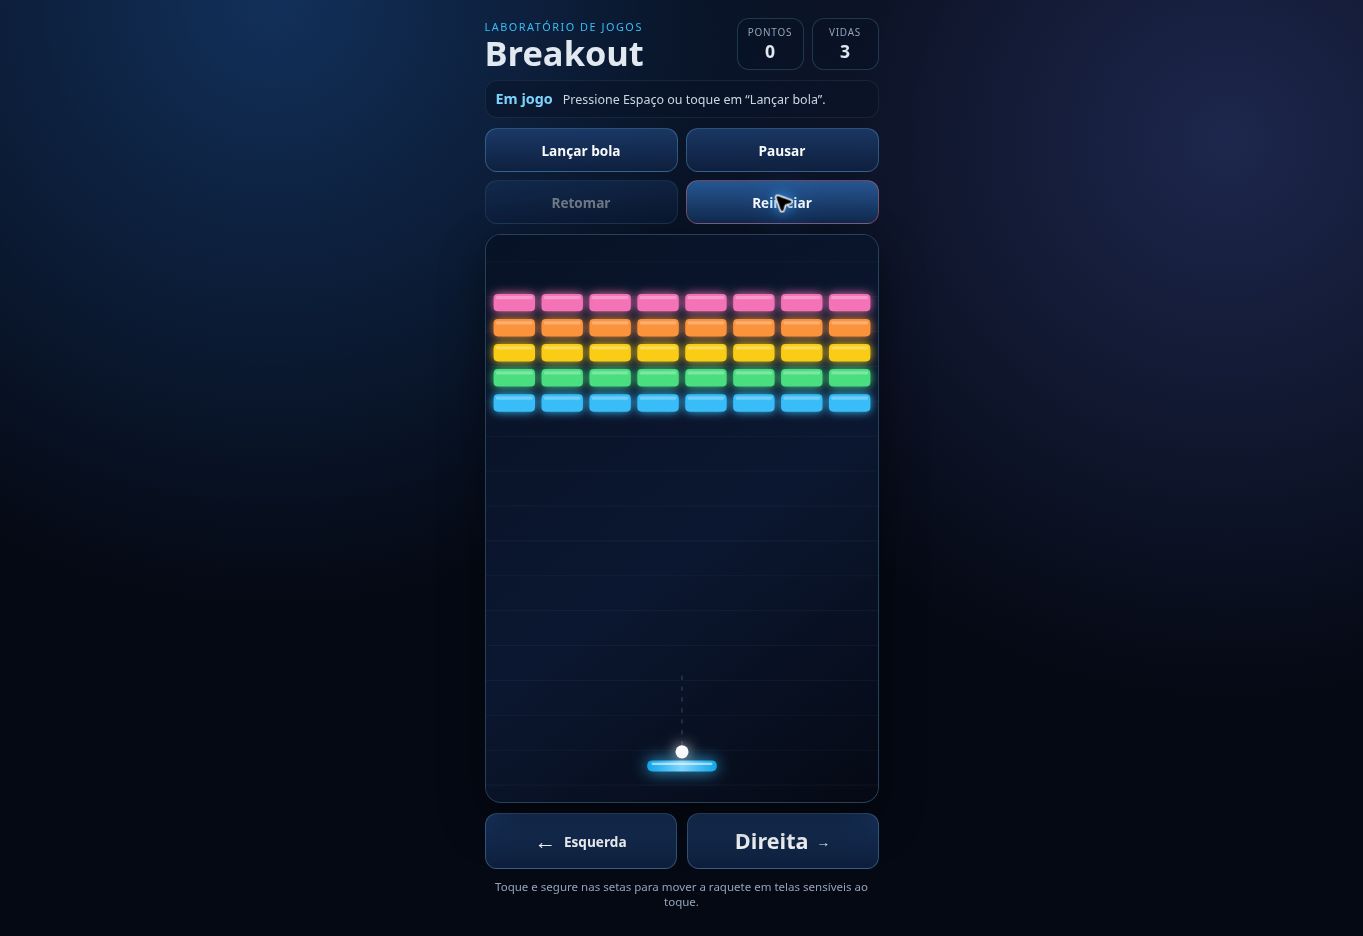 LABORATÓRIO DE JOGOS
Breakout
PONTOS
0
VIDAS
3
Em jogo Pressione Espaço ou toque em “Lançar bola”.
Lançar bola
Pausar
Retomar
Reiniciar
← Esquerda
Direita →
Toque e segure nas setas para mover a raquete em telas sensíveis ao
toque.